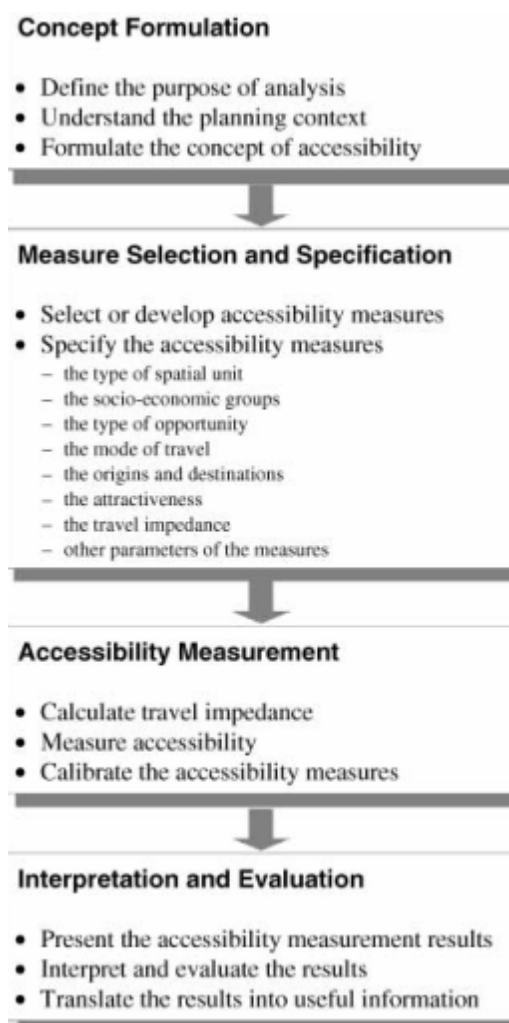 Concept Formulation
• Define the purpose of analysis
• Understand the planning context
• Formulate the concept of accessibility
Measure Selection and Specification
• Select or develop accessibility measures
• Specify the accessibility measures
– the type of spatial unit
– the socio-economic groups
– the type of opportunity
– the mode of travel
– the origins and destinations
– the attractiveness
– the travel impedance
– other parameters of the measures
Accessibility Measurement
• Calculate travel impedance
• Measure accessibility
• Calibrate the accessibility measures
Interpretation and Evaluation
• Present the accessibility measurement results
• Interpret and evaluate the results
• Translate the results into useful information